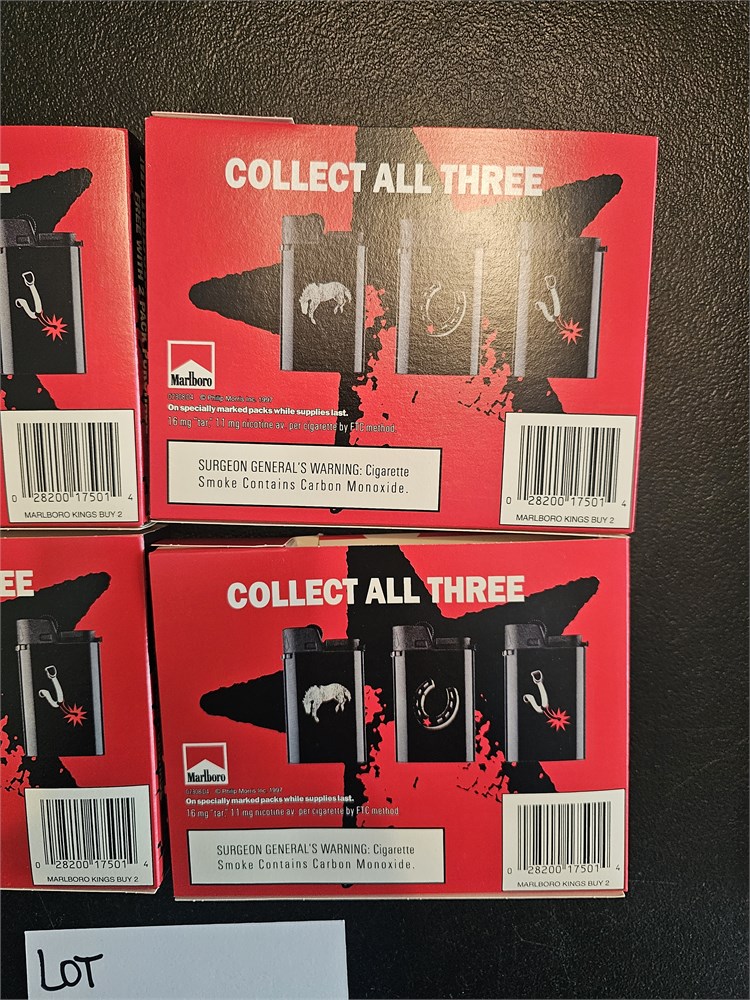 E
COLLECT ALL THREE
FREE WITH 2 PACK PURCHASE
Marlboro
© Philip Morris Inc. 1997
On specially marked packs while supplies last.
16 mg "tar," 1.1 mg nicotine av. per cigarette by FTC method.
SURGEON GENERAL'S WARNING: Cigarette
Smoke Contains Carbon Monoxide.
0 28200 17501 4
MARLBORO KINGS BUY 2
0 28200 17501 4
MARLBORO KINGS BUY 2
EE
COLLECT ALL THREE
Marlboro
© Philip Morris Inc. 1997
On specially marked packs while supplies last.
16 mg "tar," 1.1 mg nicotine av. per cigarette by FTC method.
SURGEON GENERAL'S WARNING: Cigarette
Smoke Contains Carbon Monoxide.
0 28200 17501 4
MARLBORO KINGS BUY 2
0 28200 17501 4
MARLBORO KINGS BUY 2
LOT